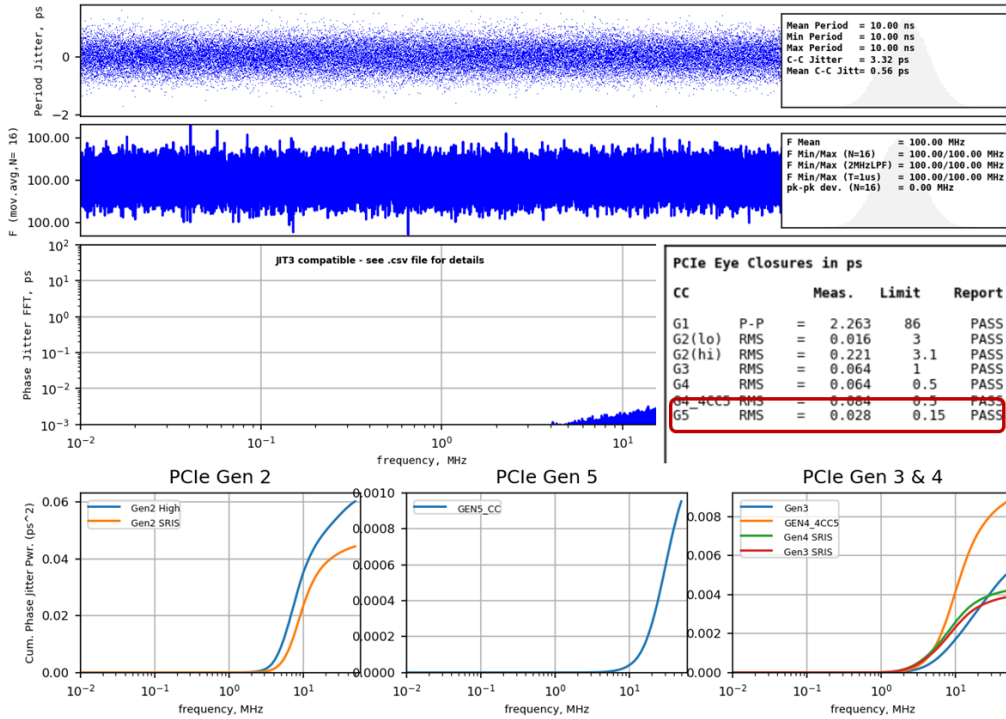 Period Jitter, ps
0
−2
Mean Period = 10.00 ns
Min Period = 10.00 ns
Max Period = 10.00 ns
C-C Jitter = 3.32 ps
Mean C-C Jitt= 0.56 ps
F (mov.avg,N= 16)
100.00
100.00
100.00
F Mean = 100.00 MHz
F Min/Max (N=16) = 100.00/100.00 MHz
F Min/Max (2MHzLPF) = 100.00/100.00 MHz
F Min/Max (T=1us) = 100.00/100.00 MHz
pk-pk dev. (N=16) = 0.00 MHz
Phase Jitter FFT, ps
10^2
10^1
10^0
10^-1
10^-2
10^-3
JIT3 compatible - see .csv file for details
10^-2 10^-1 10^0 10^1
frequency, MHz
PCIe Eye Closures in ps
CC Meas. Limit Report
G1 P-P = 2.263 86 PASS
G2(lo) RMS = 0.016 3 PASS
G2(hi) RMS = 0.221 3.1 PASS
G3 RMS = 0.064 1 PASS
G4 RMS = 0.064 0.5 PASS
G4_4CC5 RMS = 0.084 0.5 PASS
G5 RMS = 0.028 0.15 PASS
PCIe Gen 2
Cum. Phase Jitter Pwr. (ps^2)
0.06
0.04
0.02
0.00
Gen2 High
Gen2 SRIS
10^-2 10^-1 10^0 10^1
frequency, MHz
PCIe Gen 5
0.0010
0.0008
0.0006
0.0004
0.0002
0.0000
GEN5_CC
10^-2 10^-1 10^0 10^1
frequency, MHz
PCIe Gen 3 & 4
0.008
0.006
0.004
0.002
0.000
Gen3
GEN4_4CC5
Gen4 SRIS
Gen3 SRIS
10^-2 10^-1 10^0 10^1
frequency, MHz